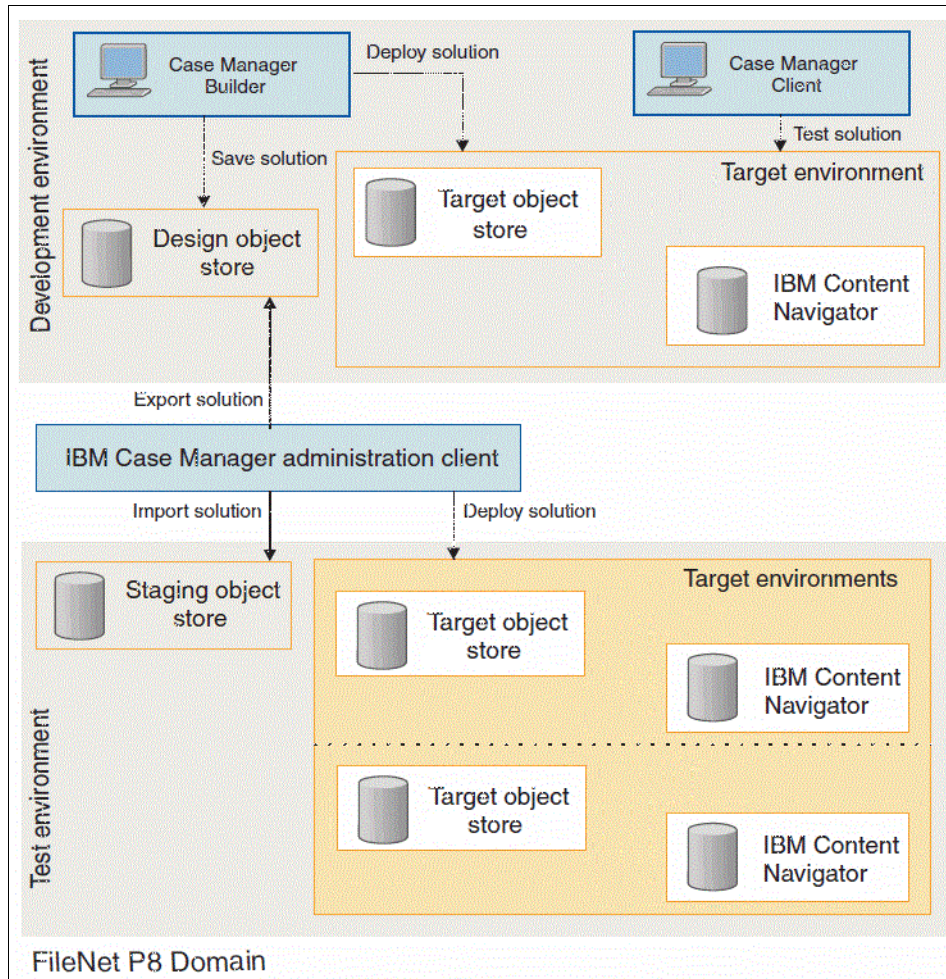 Development environment
Case Manager
Builder
Deploy solution
Case Manager
Client
Save solution
Test solution
Target environment
Target object
store
Design object
store
IBM Content
Navigator
Export solution
IBM Case Manager administration client
Import solution
Deploy solution
Test environment
Staging object
store
Target environments
Target object
store
IBM Content
Navigator
Target object
store
IBM Content
Navigator
FileNet P8 Domain